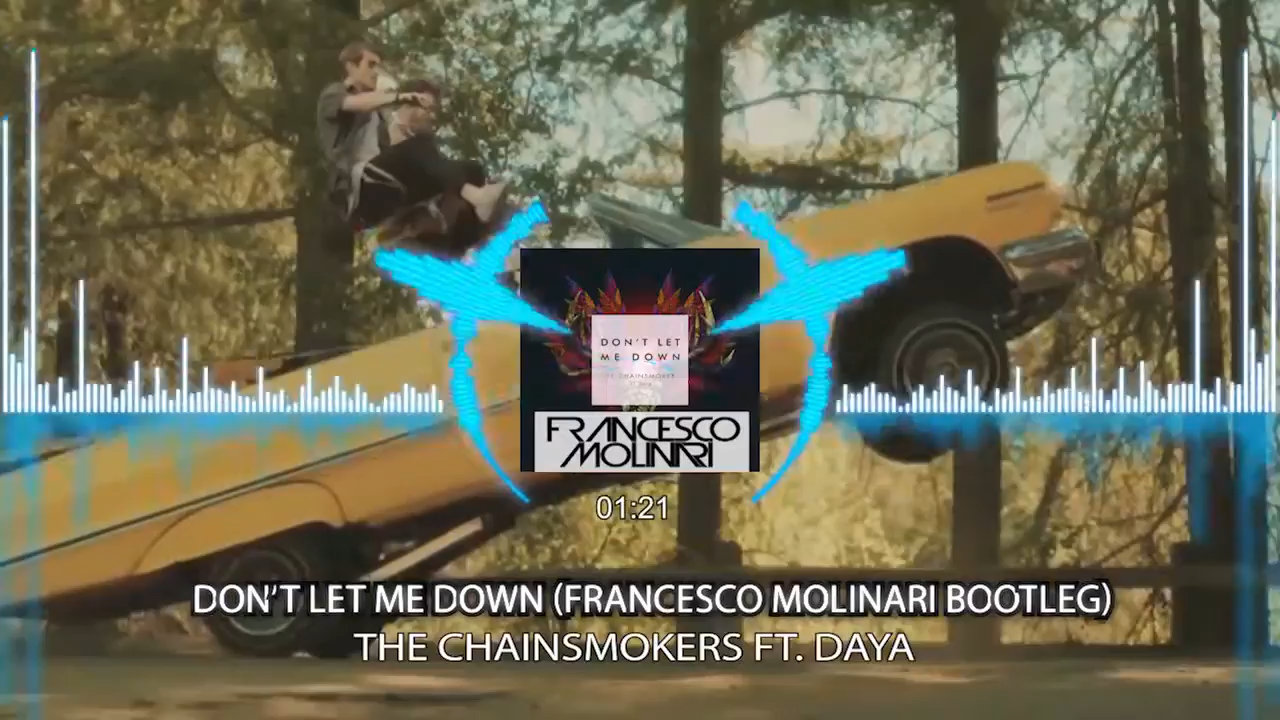 DON'T LET
ME DOWN
FRANCESCO
MOLINARI
01:21
DON'T LET ME DOWN (FRANCESCO MOLINARI BOOTLEG)
THE CHAINSMOKERS FT. DAYA